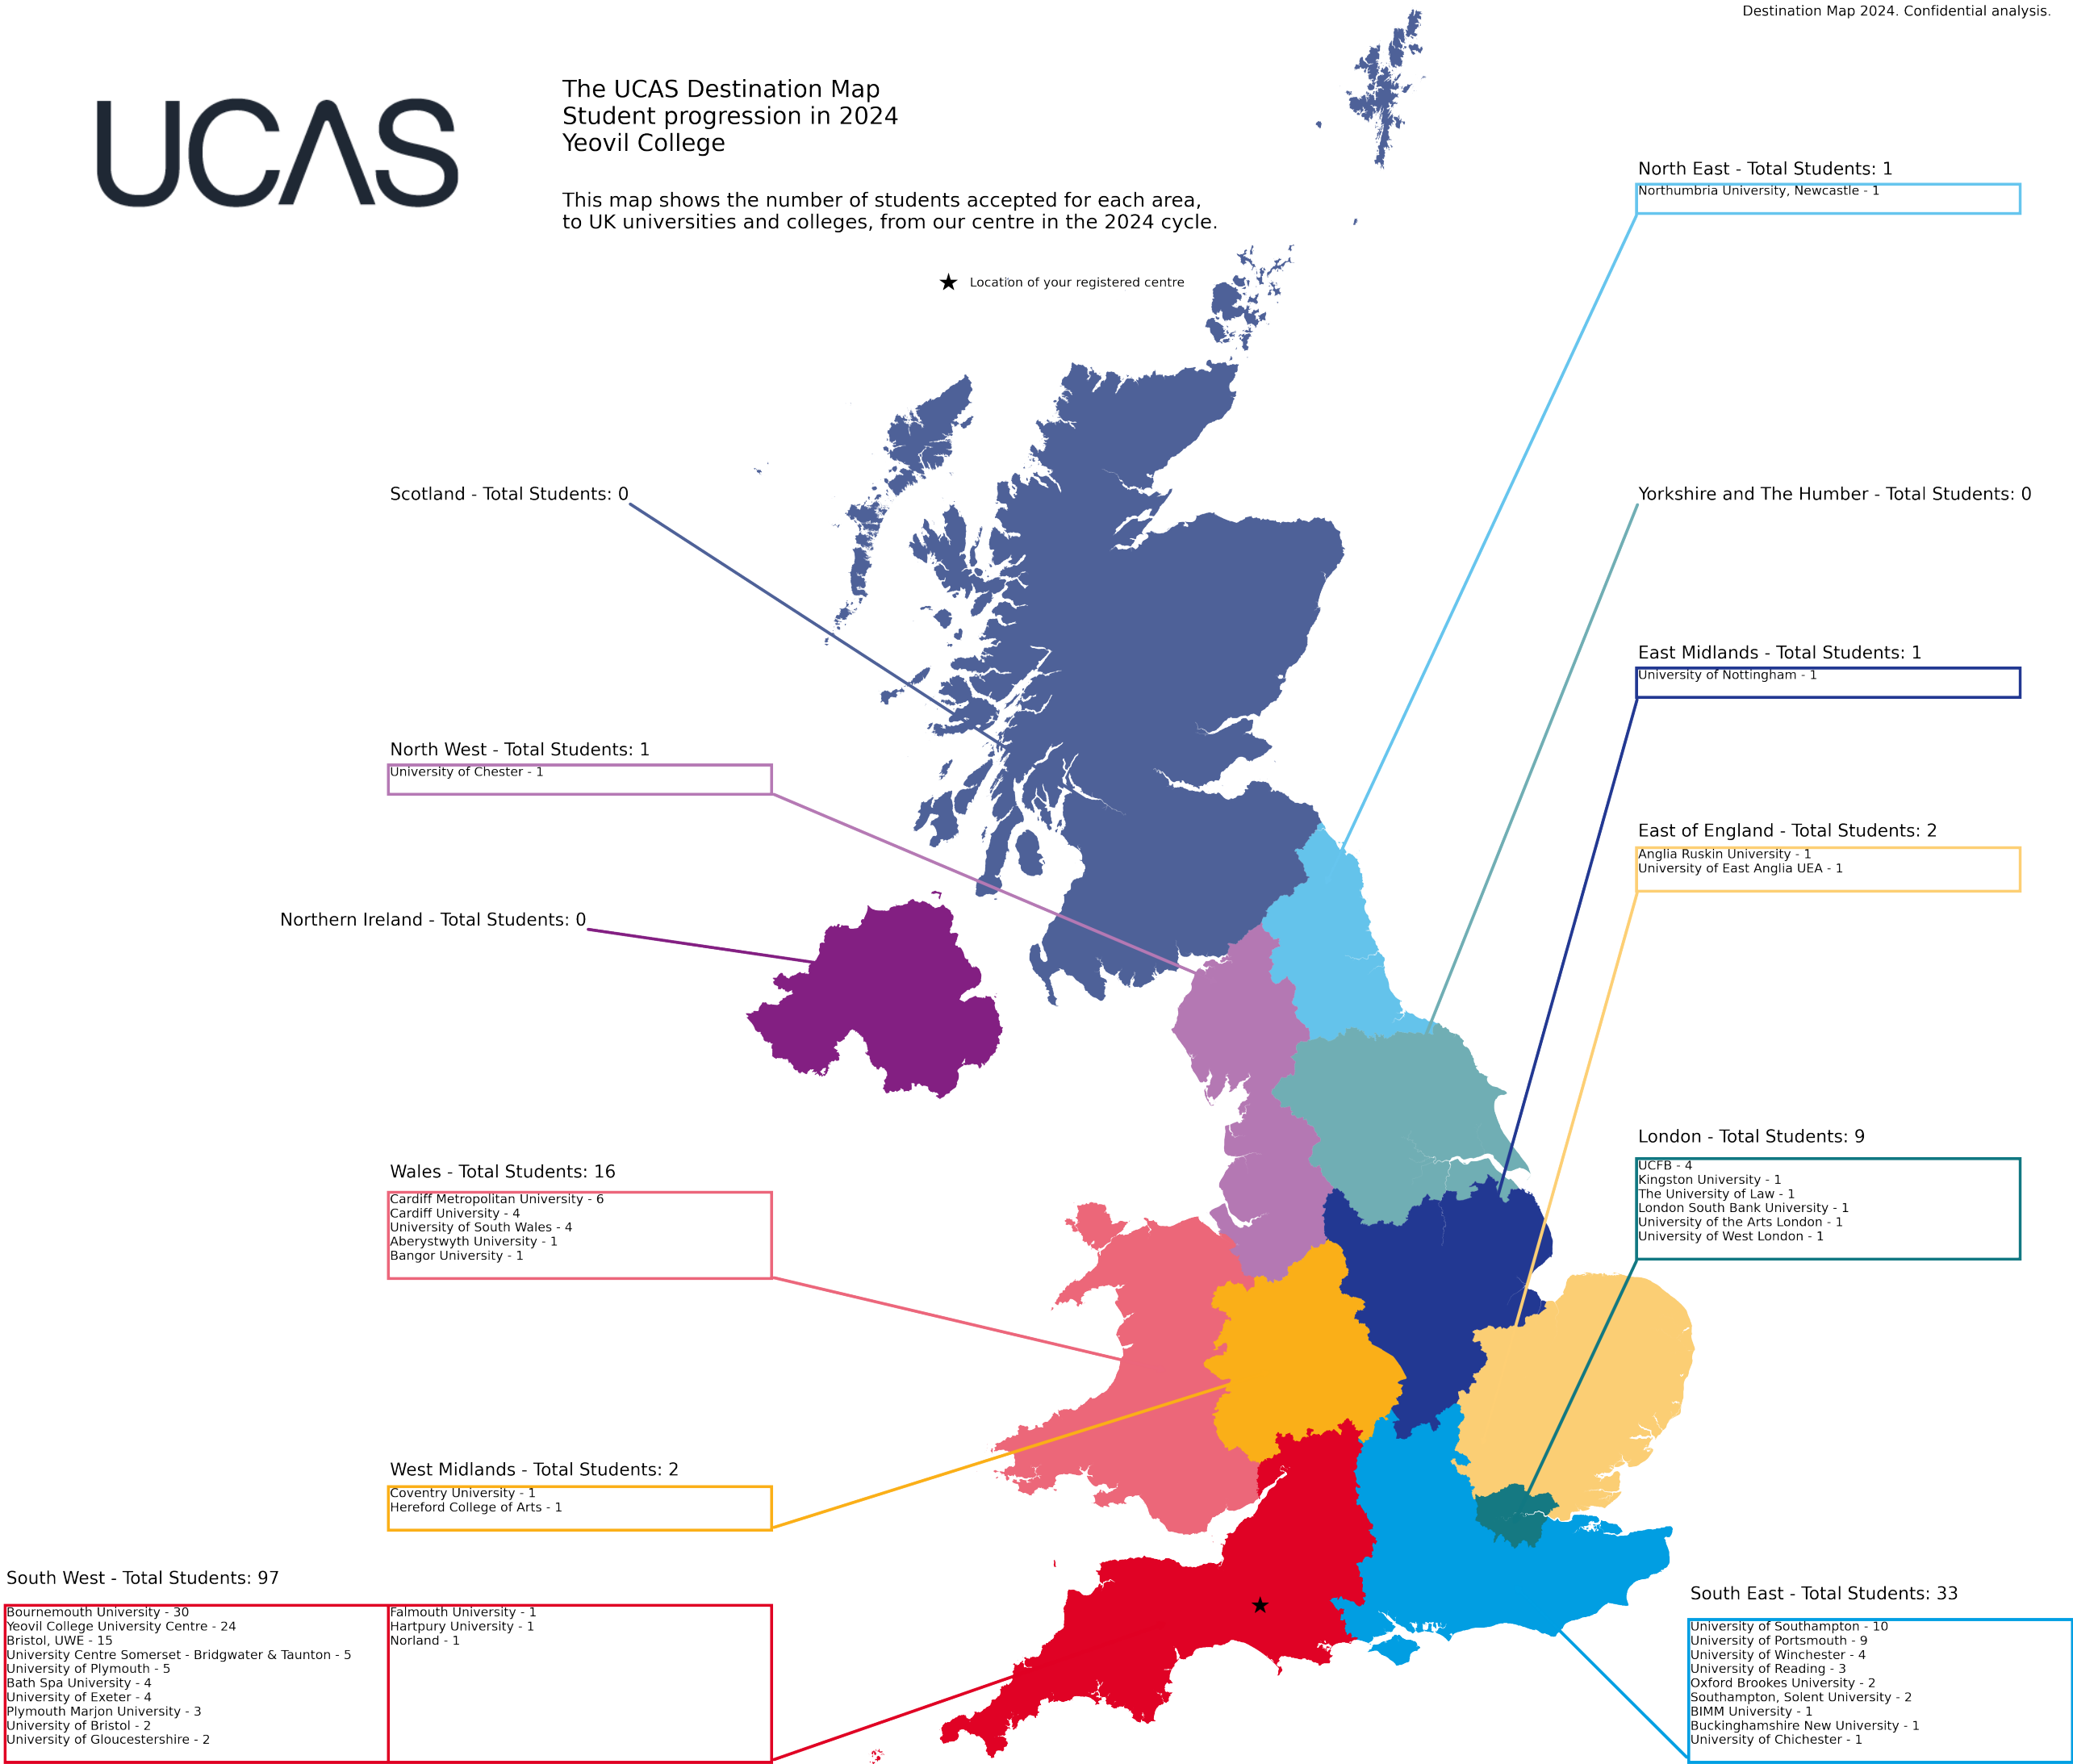 Destination Map 2024. Confidential analysis.
UCAS
The UCAS Destination Map
Student progression in 2024
Yeovil College
This map shows the number of students accepted for each area,
to UK universities and colleges, from our centre in the 2024 cycle.
Location of your registered centre
North East - Total Students: 1
Northumbria University, Newcastle - 1
Scotland - Total Students: 0
Yorkshire and The Humber - Total Students: 0
East Midlands - Total Students: 1
University of Nottingham - 1
North West - Total Students: 1
University of Chester - 1
East of England - Total Students: 2
Anglia Ruskin University - 1
University of East Anglia UEA - 1
Northern Ireland - Total Students: 0
London - Total Students: 9
UCFB - 4
Kingston University - 1
The University of Law - 1
London South Bank University - 1
University of the Arts London - 1
University of West London - 1
Wales - Total Students: 16
Cardiff Metropolitan University - 6
Cardiff University - 4
University of South Wales - 4
Aberystwyth University - 1
Bangor University - 1
West Midlands - Total Students: 2
Coventry University - 1
Hereford College of Arts - 1
South West - Total Students: 97
Bournemouth University - 30
Yeovil College University Centre - 24
Bristol, UWE - 15
University Centre Somerset - Bridgwater & Taunton - 5
University of Plymouth - 5
Bath Spa University - 4
University of Exeter - 4
Plymouth Marjon University - 3
University of Bristol - 2
University of Gloucestershire - 2
Falmouth University - 1
Hartpury University - 1
Norland - 1
South East - Total Students: 33
University of Southampton - 10
University of Portsmouth - 9
University of Winchester - 4
University of Reading - 3
Oxford Brookes University - 2
Southampton, Solent University - 2
BIMM University - 1
Buckinghamshire New University - 1
University of Chichester - 1